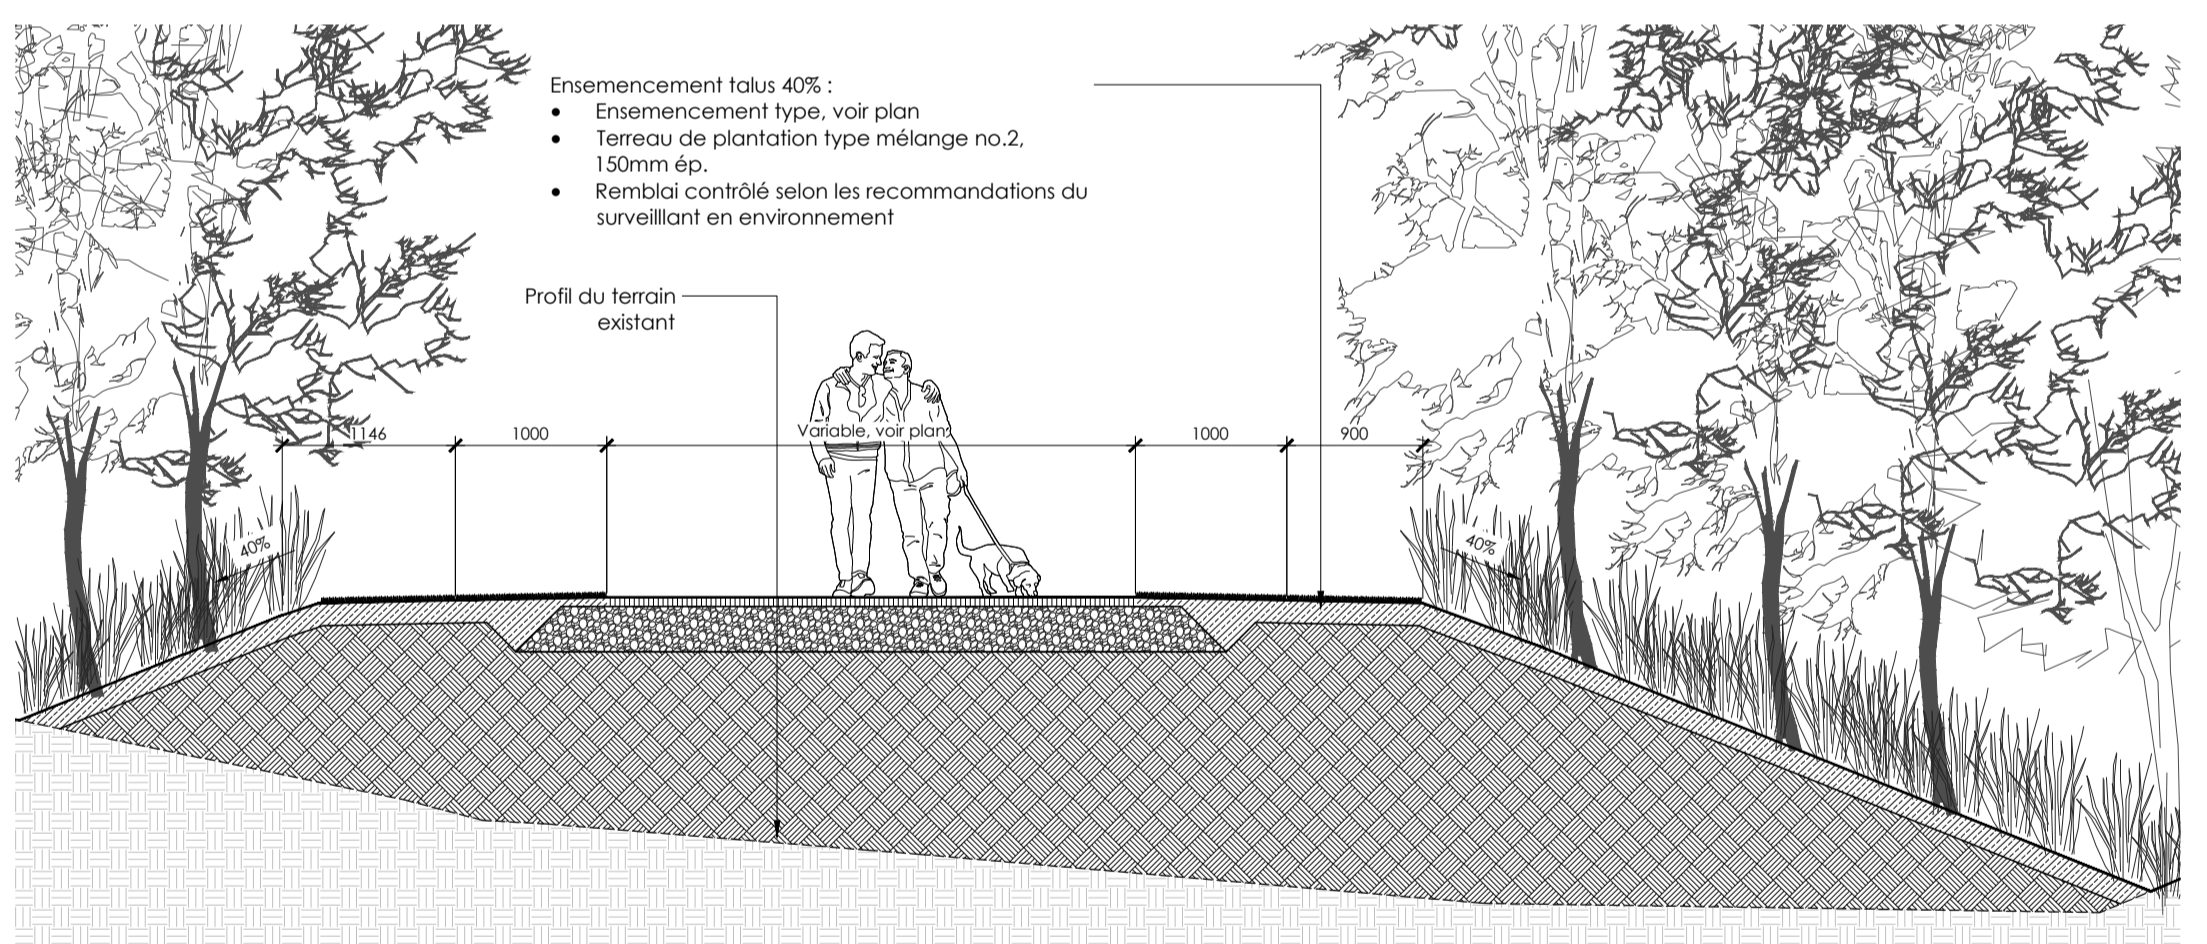 Ensemencement talus 40% :
• Ensemencement type, voir plan
• Terreau de plantation type mélange no.2,
150mm ép.
• Remblai contrôlé selon les recommandations du
surveilllant en environnement
Profil du terrain
existant
1146
1000
Variable, voir plan
1000
900
40%
40%